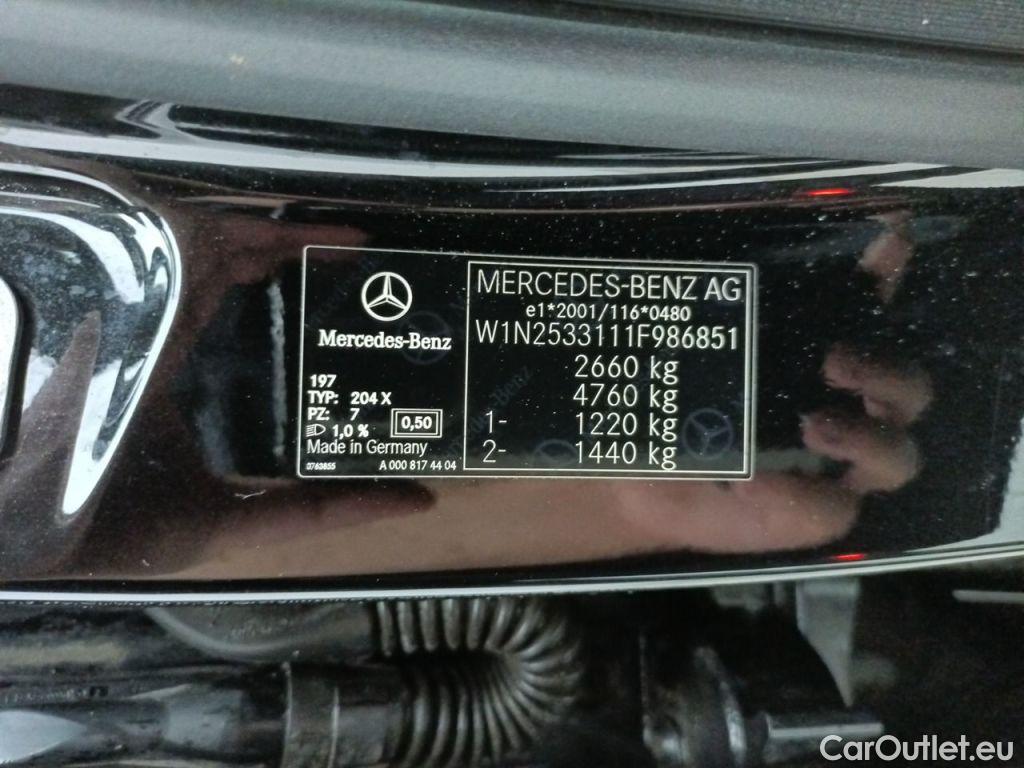 Mercedes-Benz
197
TYP: 204 X
PZ: 7
1,0 % 0,50
Made in Germany
0763855 A 000 817 44 04
MERCEDES-BENZ AG
e1*2001/116*0480
W1N2533111F986851
2660 kg
4760 kg
1- 1220 kg
2- 1440 kg
CarOutlet.eu